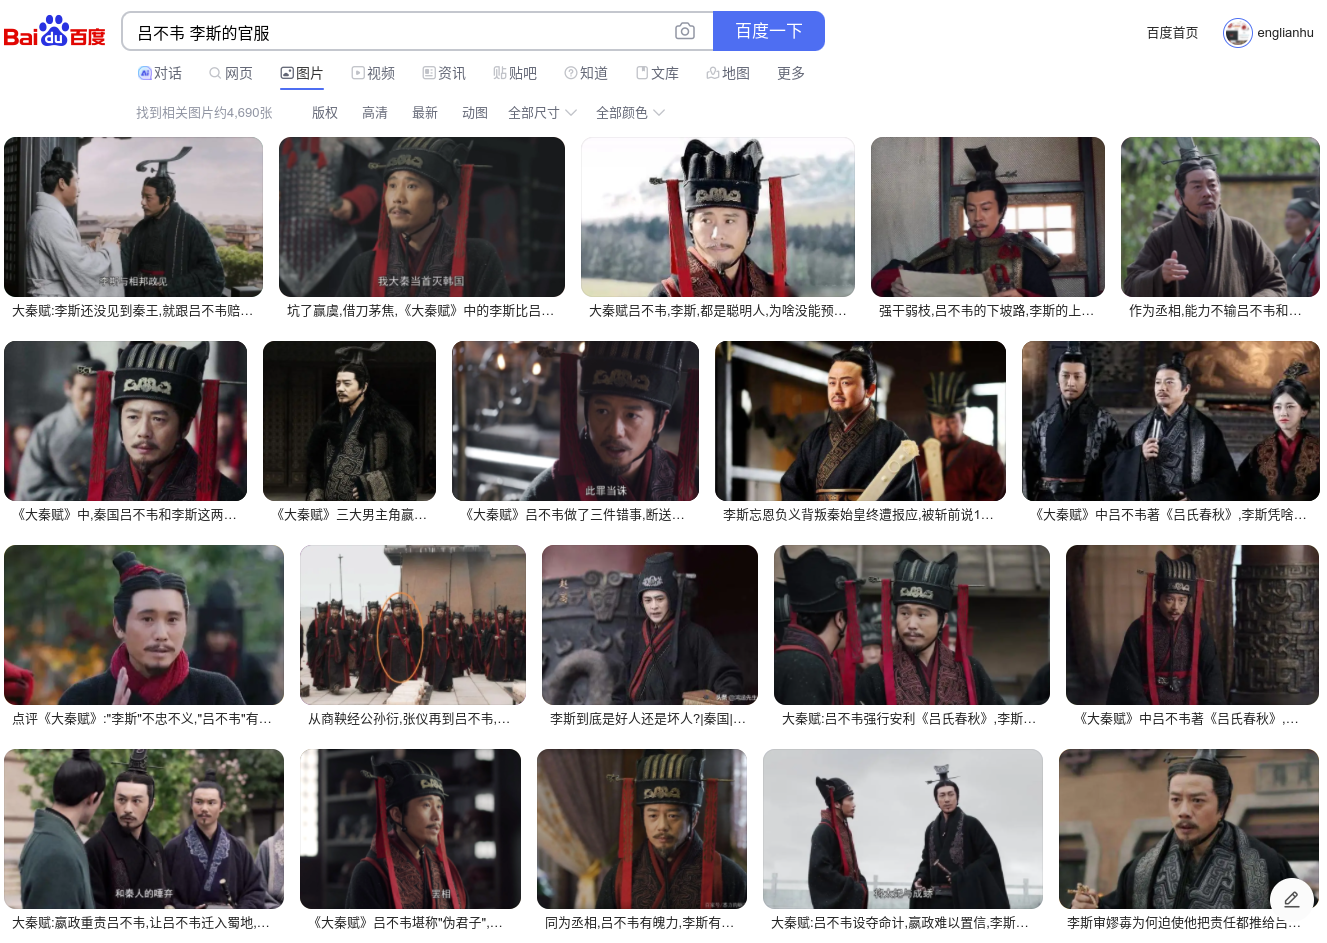 Bai du 百度
吕不韦 李斯的官服
百度一下
百度首页
englianhu
对话
网页
图片
视频
资讯
贴吧
知道
文库
地图
更多
找到相关图片约4,690张
版权
高清
最新
动图
全部尺寸
全部颜色
我大秦当首灭韩国
大秦赋:李斯还没见到秦王,就跟吕不韦赔...
坑了嬴虔,借刀茅焦,《大秦赋》中的李斯比吕...
大秦赋吕不韦,李斯,都是聪明人,为啥没能预...
强干弱枝,吕不韦的下坡路,李斯的上...
作为丞相,能力不输吕不韦和...
此罪当诛
《大秦赋》中,秦国吕不韦和李斯这两...
《大秦赋》三大男主角嬴...
《大秦赋》吕不韦做了三件错事,断送...
李斯忘恩负义背叛秦始皇终遭报应,被斩前说1...
《大秦赋》中吕不韦著《吕氏春秋》,李斯凭啥...
点评《大秦赋》:"李斯"不忠不义,"吕不韦"有...
从商鞅经公孙衍,张仪再到吕不韦,...
李斯到底是好人还是坏人?|秦国|...
大秦赋:吕不韦强行安利《吕氏春秋》,李斯...
《大秦赋》中吕不韦著《吕氏春秋》,...
和秦人的唾弃
大秦赋:嬴政重责吕不韦,让吕不韦迁入蜀地,...
《大秦赋》吕不韦堪称"伪君子",...
同为丞相,吕不韦有魄力,李斯有...
大秦赋:吕不韦设夺命计,嬴政难以置信,李斯...
李斯审嫪毐为何迫使他把责任都推给吕...